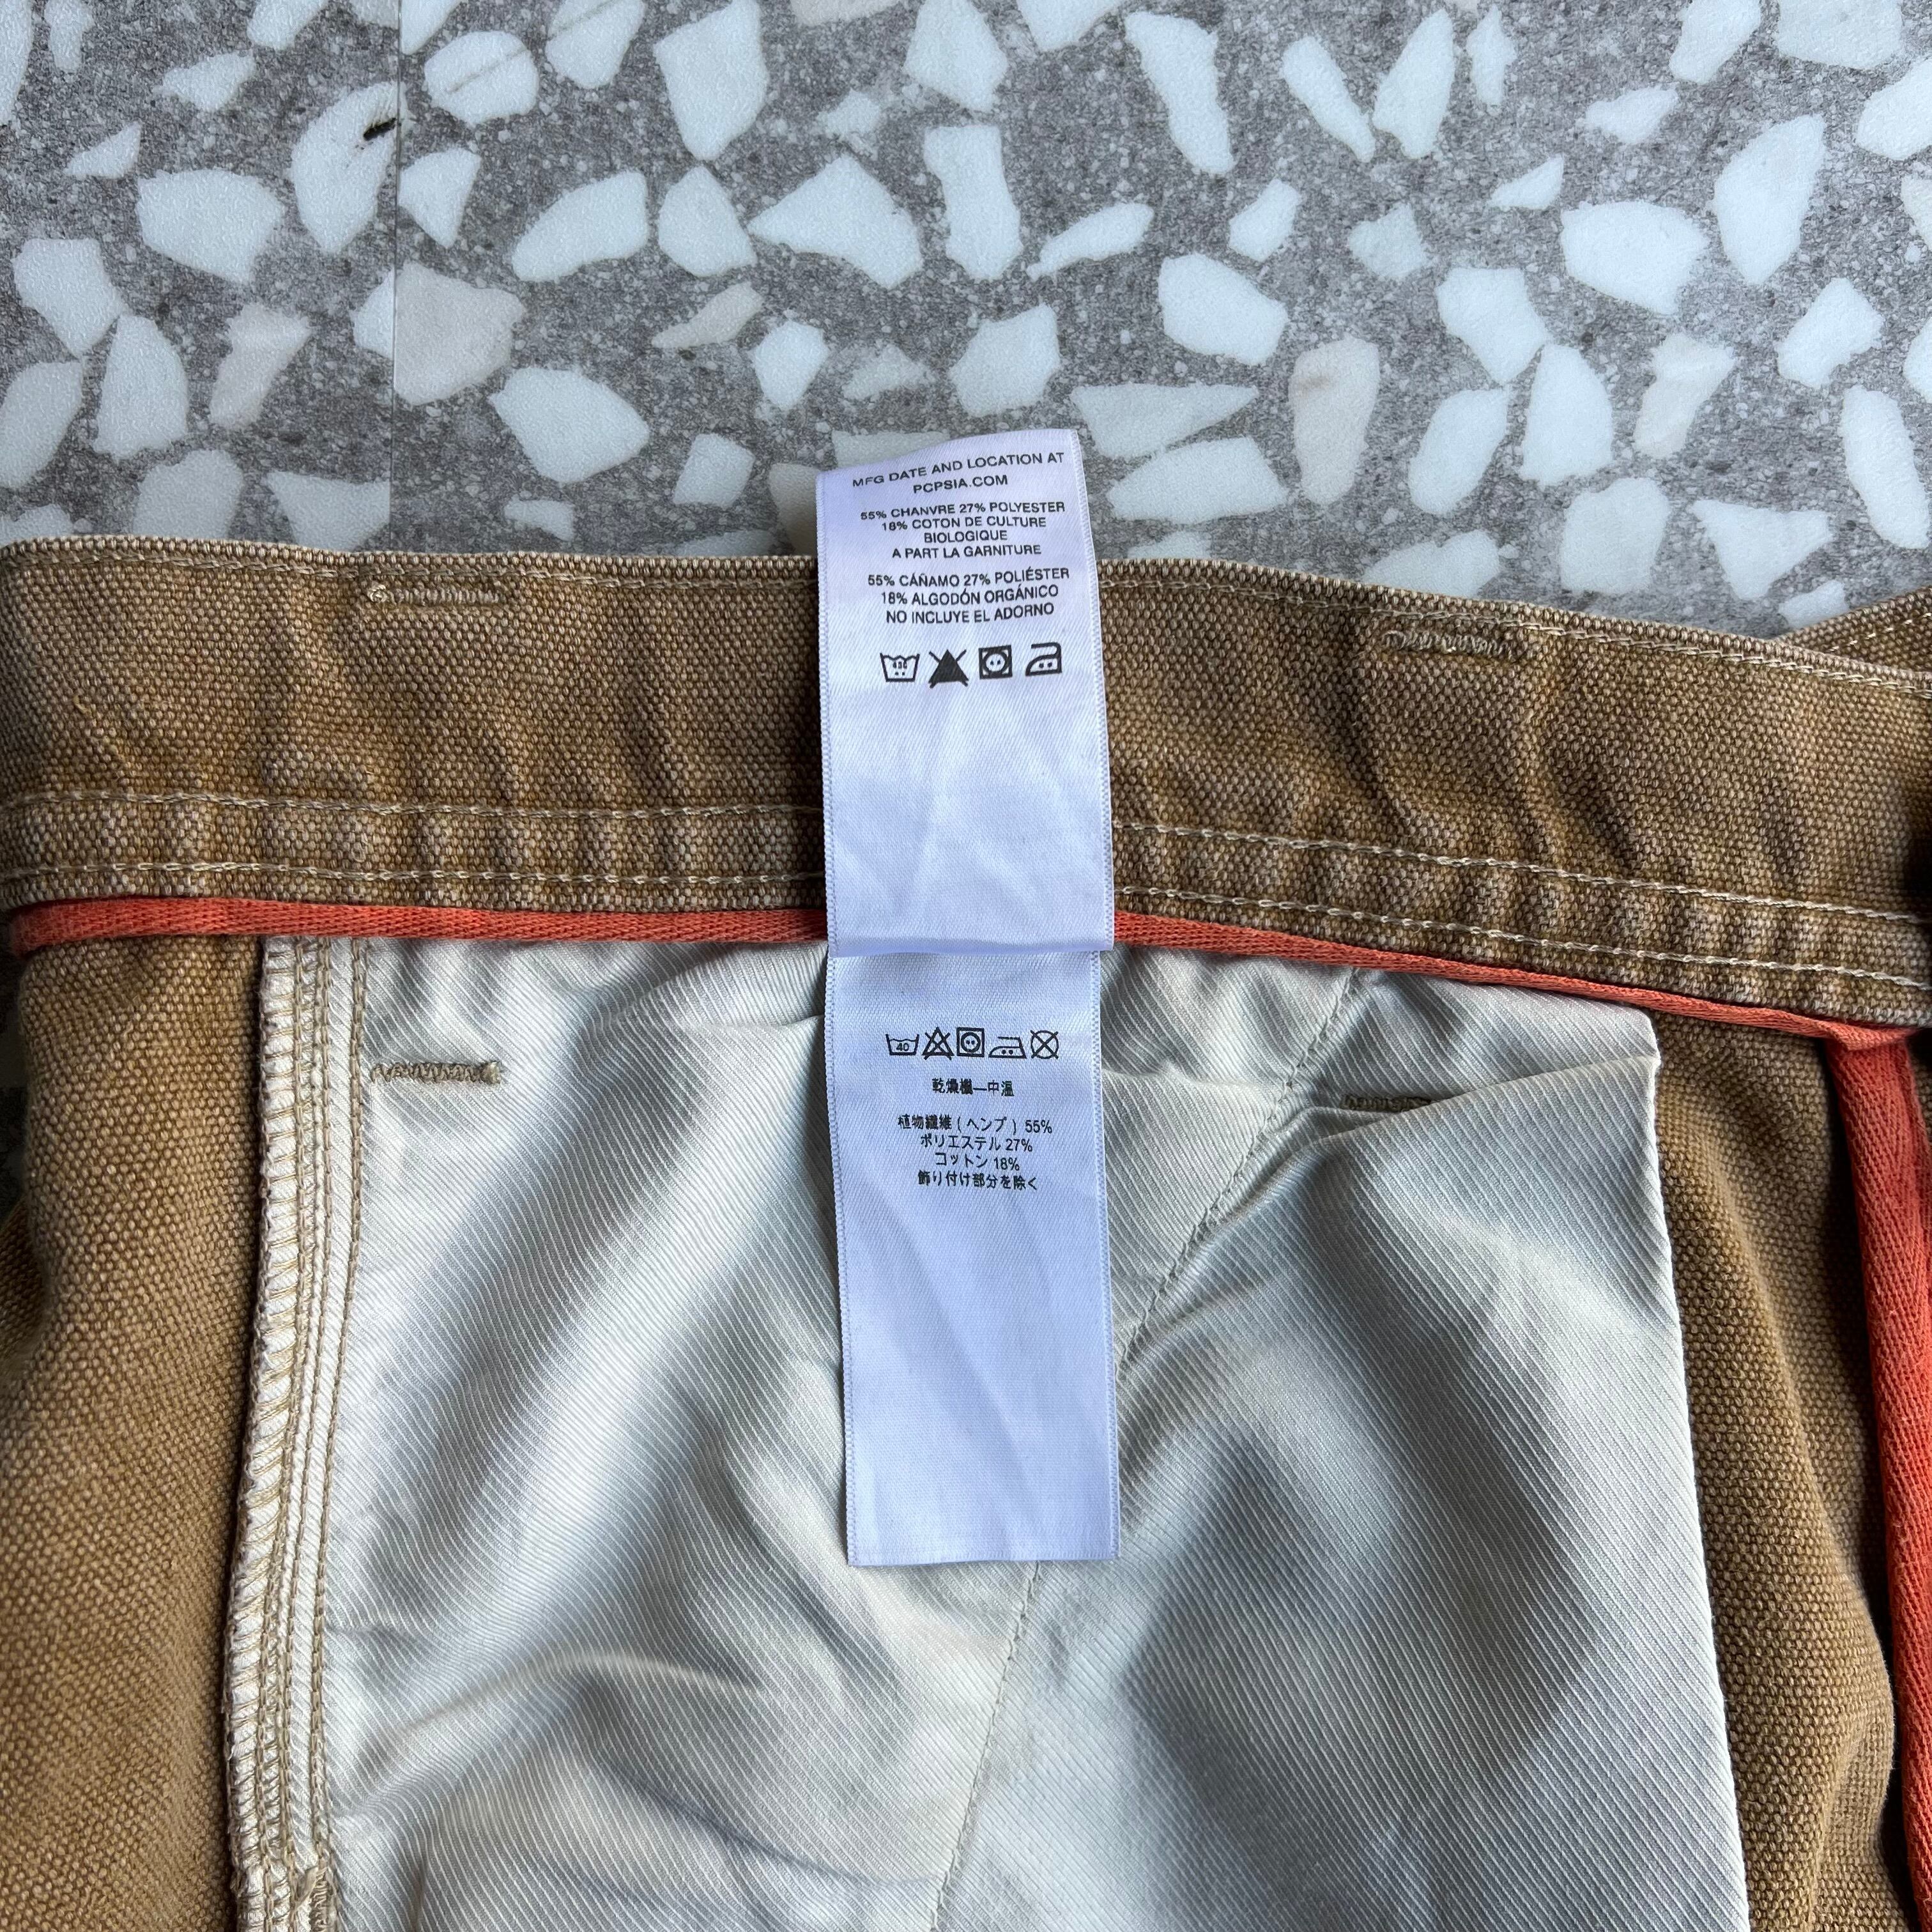 MFG DATE AND LOCATION AT
PCPSIA.COM
55% CHANVRE 27% POLYESTER
18% COTON DE CULTURE
BIOLOGIQUE
A PART LA GARNITURE
55% CÁÑAMO 27% POLIÉSTER
18% ALGODÓN ORGÁNICO
NO INCLUYE EL ADORNO
40
乾燥機—中温
植物繊維(ヘンプ) 55%
ポリエステル 27%
コットン 18%
飾り付け部分を除く